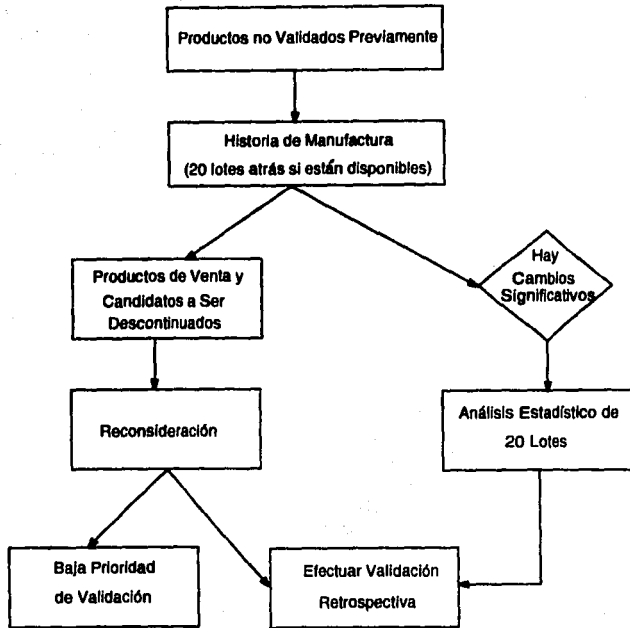 Productos no Validados Previamente
Historia de Manufactura
(20 lotes atrás si están disponibles)
Productos de Venta y
Candidatos a Ser
Descontinuados
Hay
Cambios
Significativos
Reconsideración
Análisis Estadístico de
20 Lotes
Baja Prioridad
de Validación
Efectuar Validación
Retrospectiva